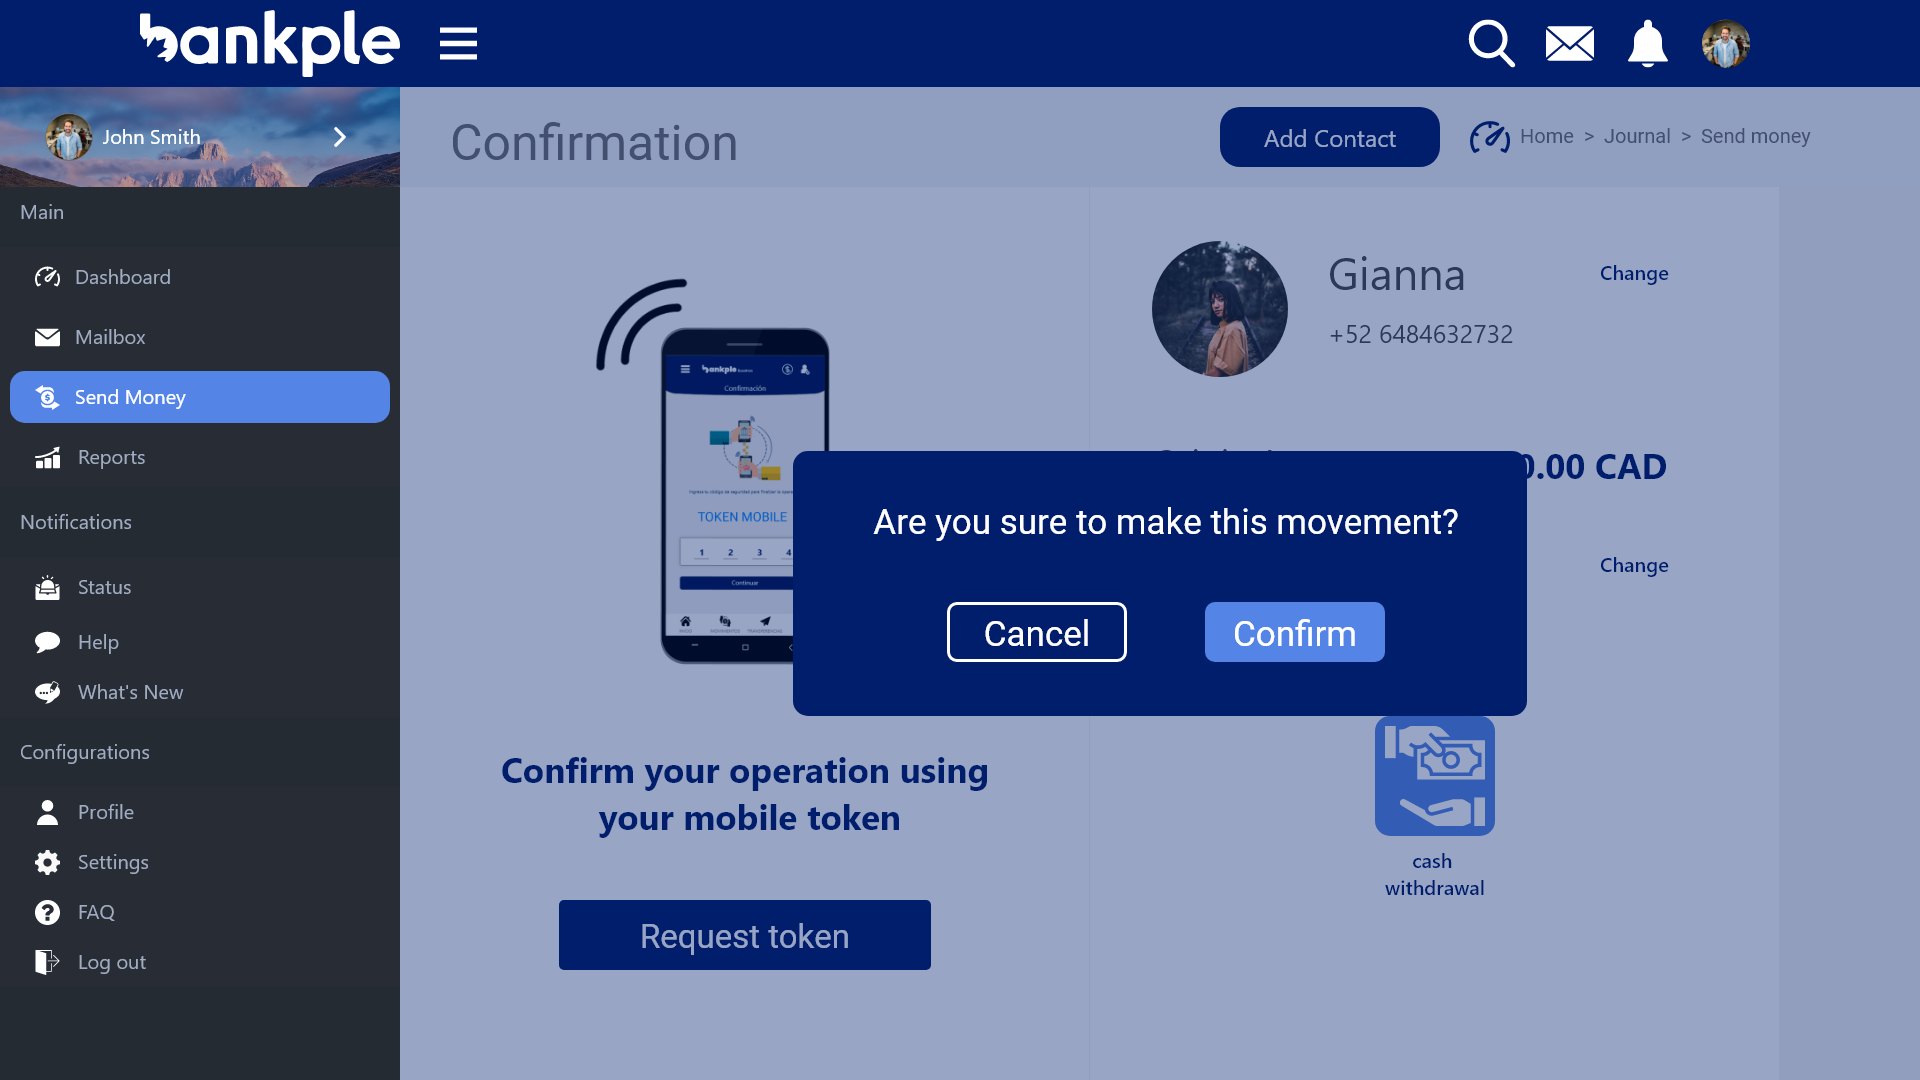 bankple
John Smith
Main
Dashboard
Mailbox
Send Money
Reports
Notifications
Status
Help
What's New
Configurations
Profile
Settings
FAQ
Log out
Confirmation
Add Contact
Home > Journal > Send money
bankple
Confirmación
TOKEN MOBILE
1 2 3 4
Continuar
Confirm your operation using
your mobile token
Request token
Gianna
Change
+52 6484632732
0.00 CAD
Change
Are you sure to make this movement?
Cancel
Confirm
cash
withdrawal